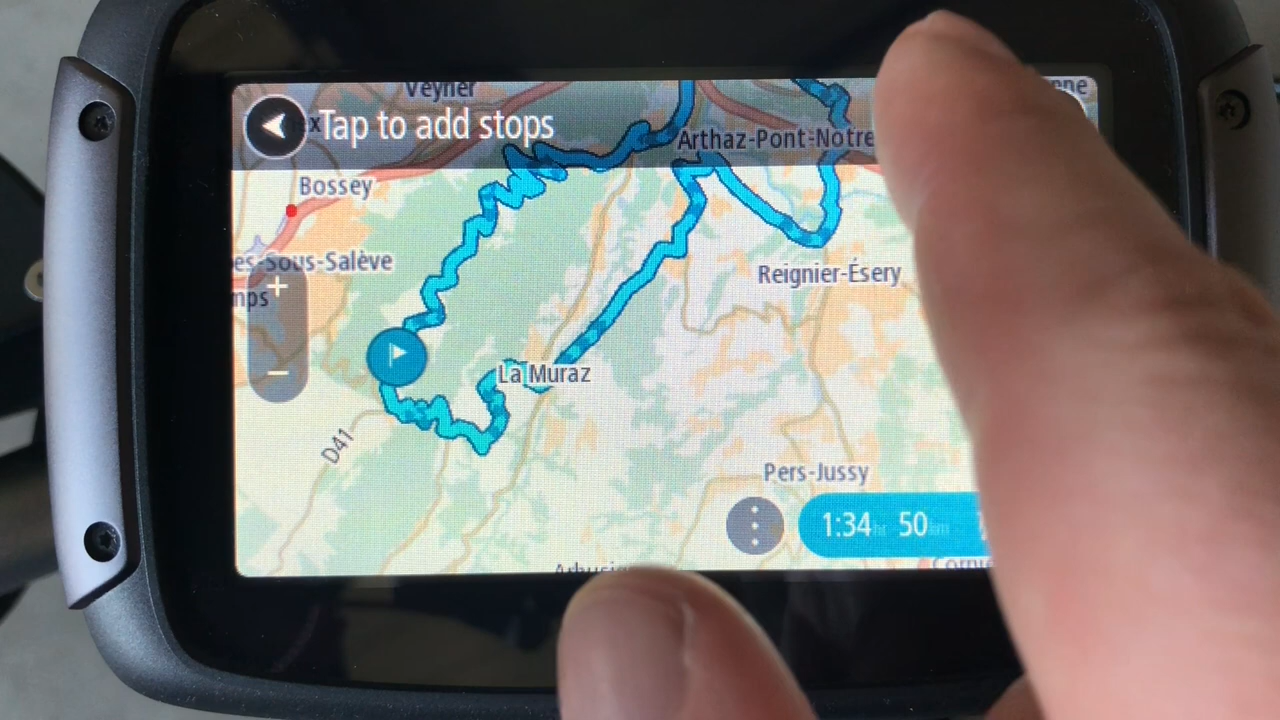 Veyrier
Tap to add stops
Arthaz-Pont-Notre
Bossey
es-Sous-Salève
mps
+
Reignier-Ésery
−
La Muraz
D41
Pers-Jussy
1:34 hr 50 km